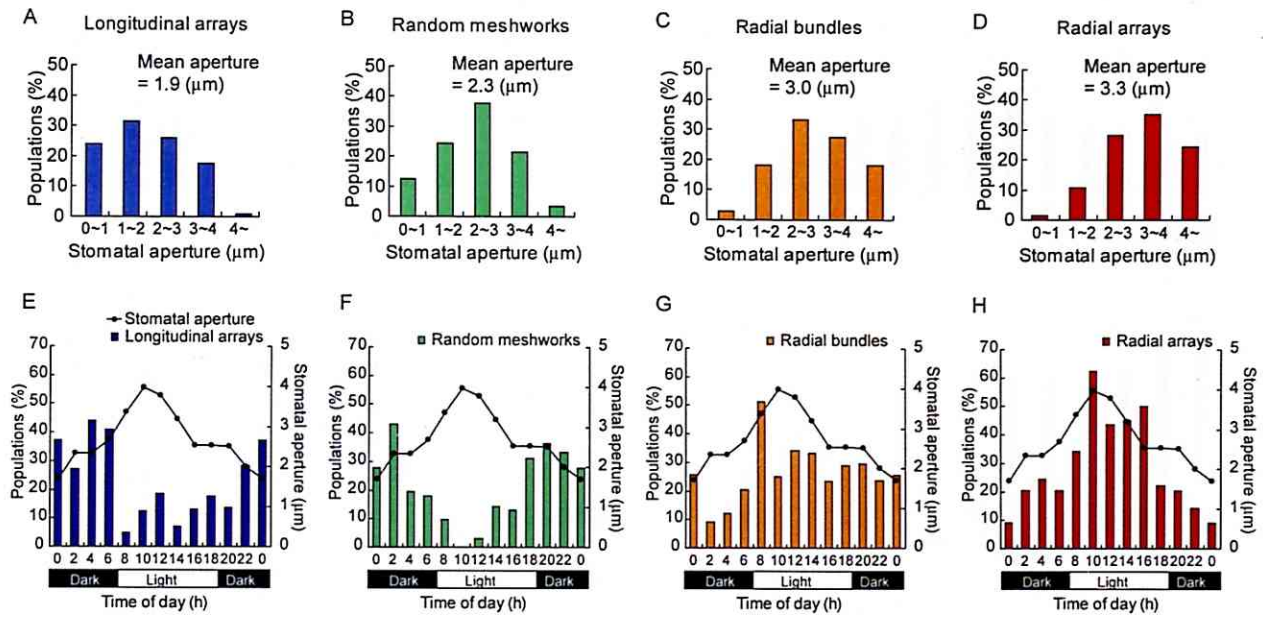 A
Longitudinal arrays
Mean aperture
= 1.9 (μm)
Populations (%)
50
40
30
20
10
0
0~1 1~2 2~3 3~4 4~
Stomatal aperture (μm)
B
Random meshworks
Mean aperture
= 2.3 (μm)
Populations (%)
50
40
30
20
10
0
0~1 1~2 2~3 3~4 4~
Stomatal aperture (μm)
C
Radial bundles
Mean aperture
= 3.0 (μm)
Populations (%)
50
40
30
20
10
0
0~1 1~2 2~3 3~4 4~
Stomatal aperture (μm)
D
Radial arrays
Mean aperture
= 3.3 (μm)
Populations (%)
50
40
30
20
10
0
0~1 1~2 2~3 3~4 4~
Stomatal aperture (μm)
E
Stomatal aperture
Longitudinal arrays
Populations (%)
70
60
50
40
30
20
10
0
5
4
3
2
1
0
Stomatal aperture (μm)
0 2 4 6 8 10 12 14 16 18 20 22 0
Dark Light Dark
Time of day (h)
F
Random meshworks
Populations (%)
70
60
50
40
30
20
10
0
5
4
3
2
1
0
Stomatal aperture (μm)
0 2 4 6 8 10 12 14 16 18 20 22 0
Dark Light Dark
Time of day (h)
G
Radial bundles
Populations (%)
70
60
50
40
30
20
10
0
5
4
3
2
1
0
Stomatal aperture (μm)
0 2 4 6 8 10 12 14 16 18 20 22 0
Dark Light Dark
Time of day (h)
H
Radial arrays
Populations (%)
70
60
50
40
30
20
10
0
5
4
3
2
1
0
Stomatal aperture (μm)
0 2 4 6 8 10 12 14 16 18 20 22 0
Dark Light Dark
Time of day (h)